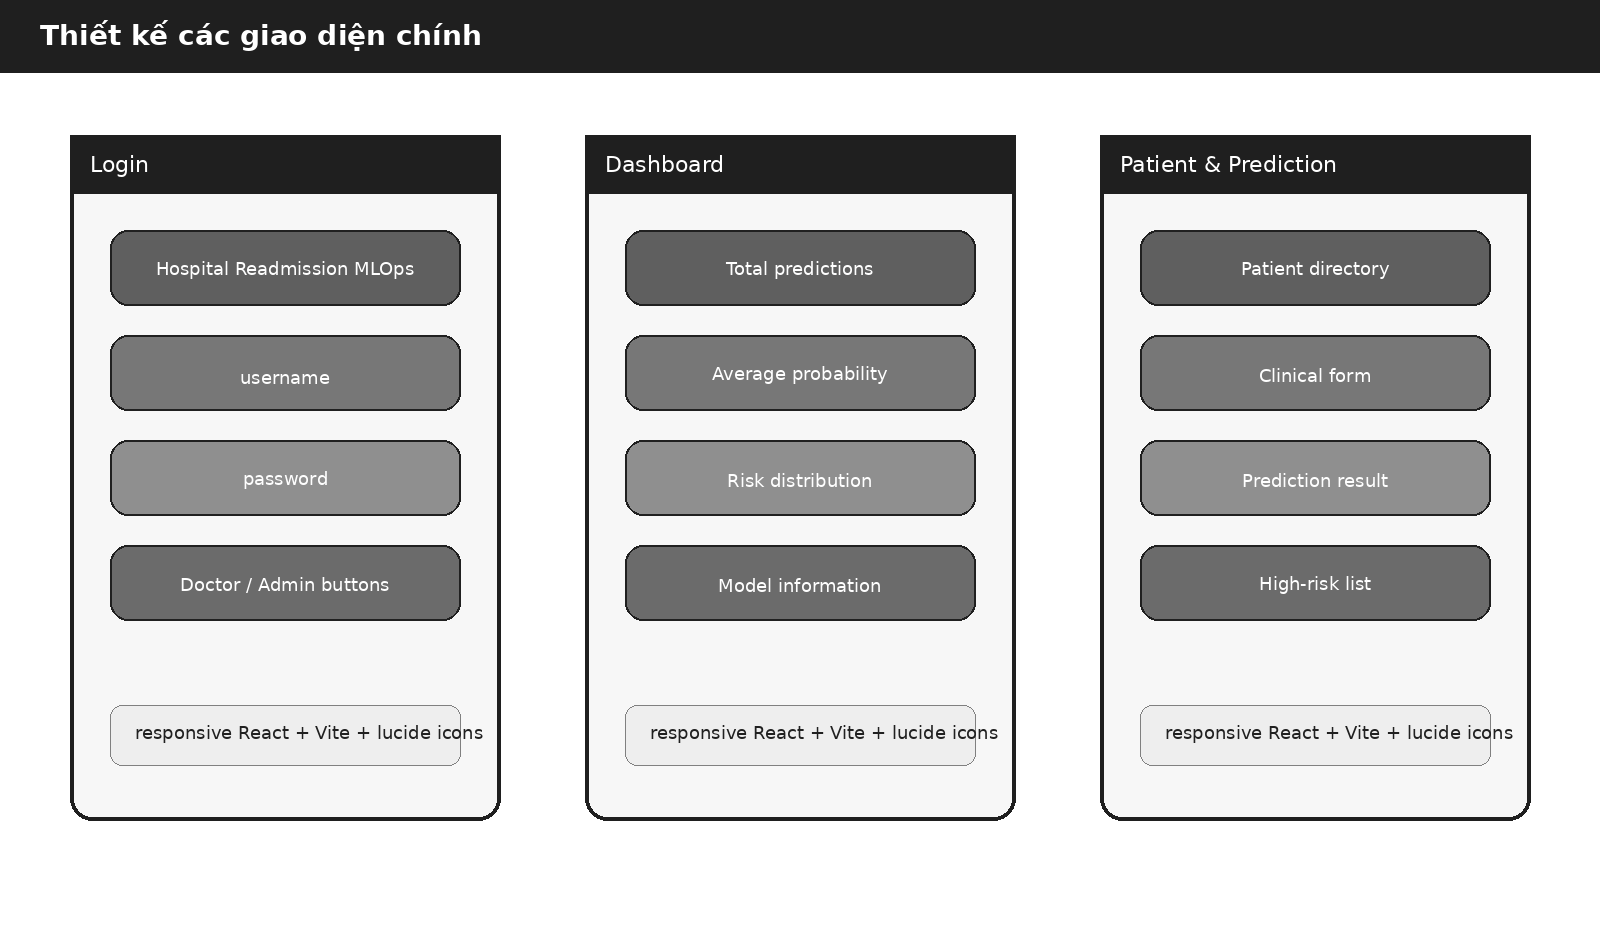 Thiết kế các giao diện chính
Login
Hospital Readmission MLOps
username
password
Doctor / Admin buttons
responsive React + Vite + lucide icons
Dashboard
Total predictions
Average probability
Risk distribution
Model information
responsive React + Vite + lucide icons
Patient & Prediction
Patient directory
Clinical form
Prediction result
High-risk list
responsive React + Vite + lucide icons